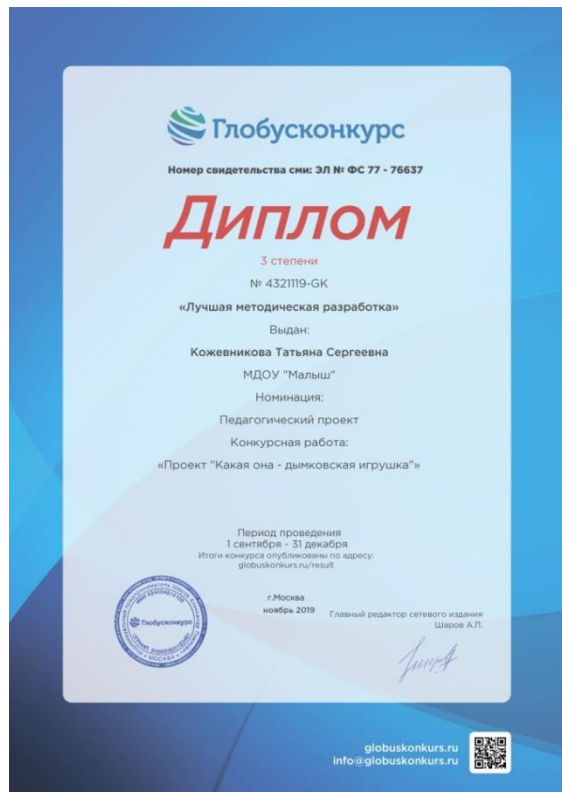 Глобусконкурс
Номер свидетельства сми: ЭЛ № ФС 77 - 76637
Диплом
3 степени
№ 4321119-GK
«Лучшая методическая разработка»
Выдан:
Кожевникова Татьяна Сергеевна
МДОУ "Малыш"
Номинация:
Педагогический проект
Конкурсная работа:
«Проект "Какая она - дымковская игрушка"»
Период проведения
1 сентября - 31 декабря
Итоги конкурса опубликованы по адресу:
globuskonkurs.ru/result
г.Москва
ноябрь 2019
Главный редактор сетевого издания
Шаров А.П.
Глобусконкурс
МОСКВА
globuskonkurs.ru
info@globuskonkurs.ru